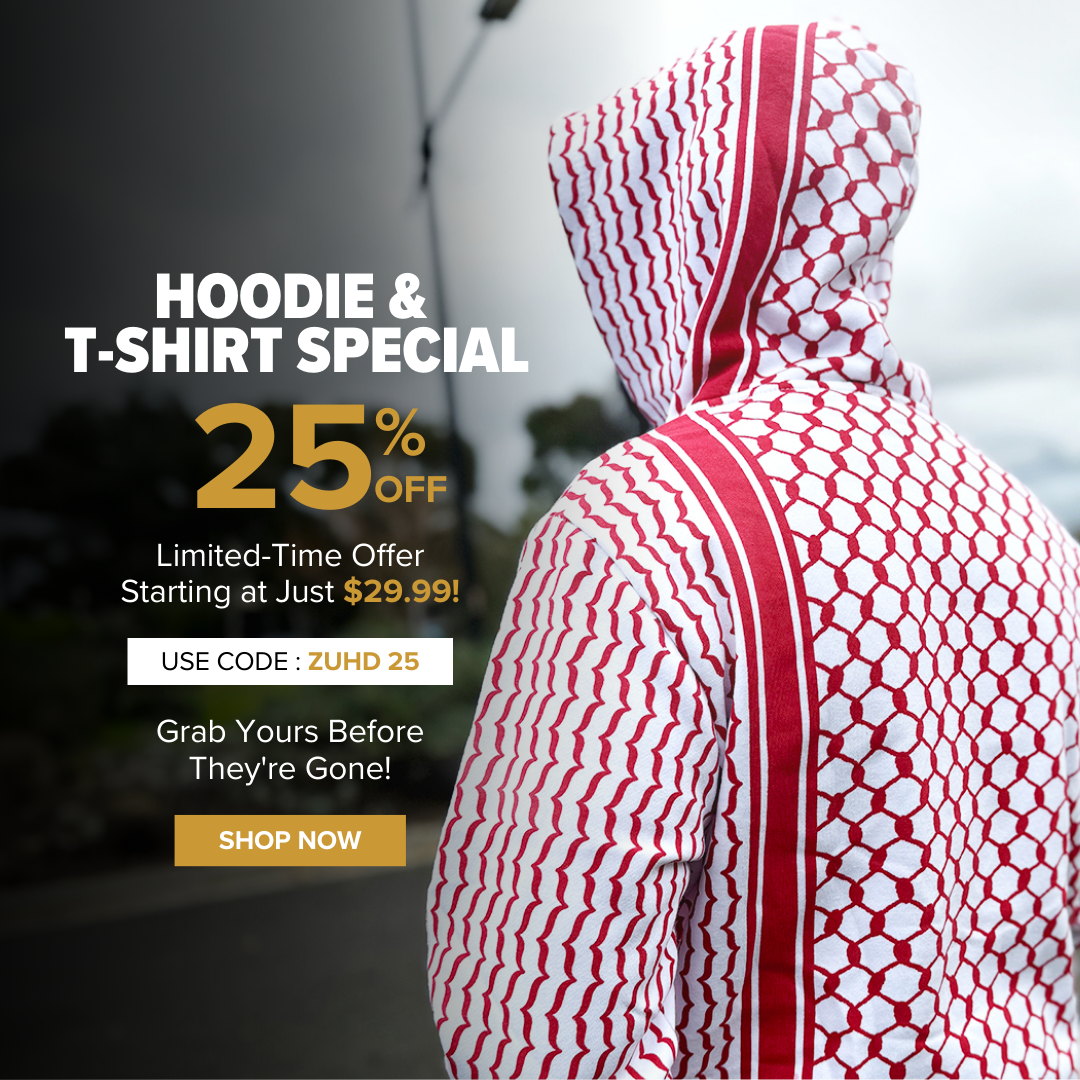 HOODIE &
T-SHIRT SPECIAL
25%
OFF
Limited-Time Offer
Starting at Just $29.99!
USE CODE : ZUHD 25
Grab Yours Before
They're Gone!
SHOP NOW